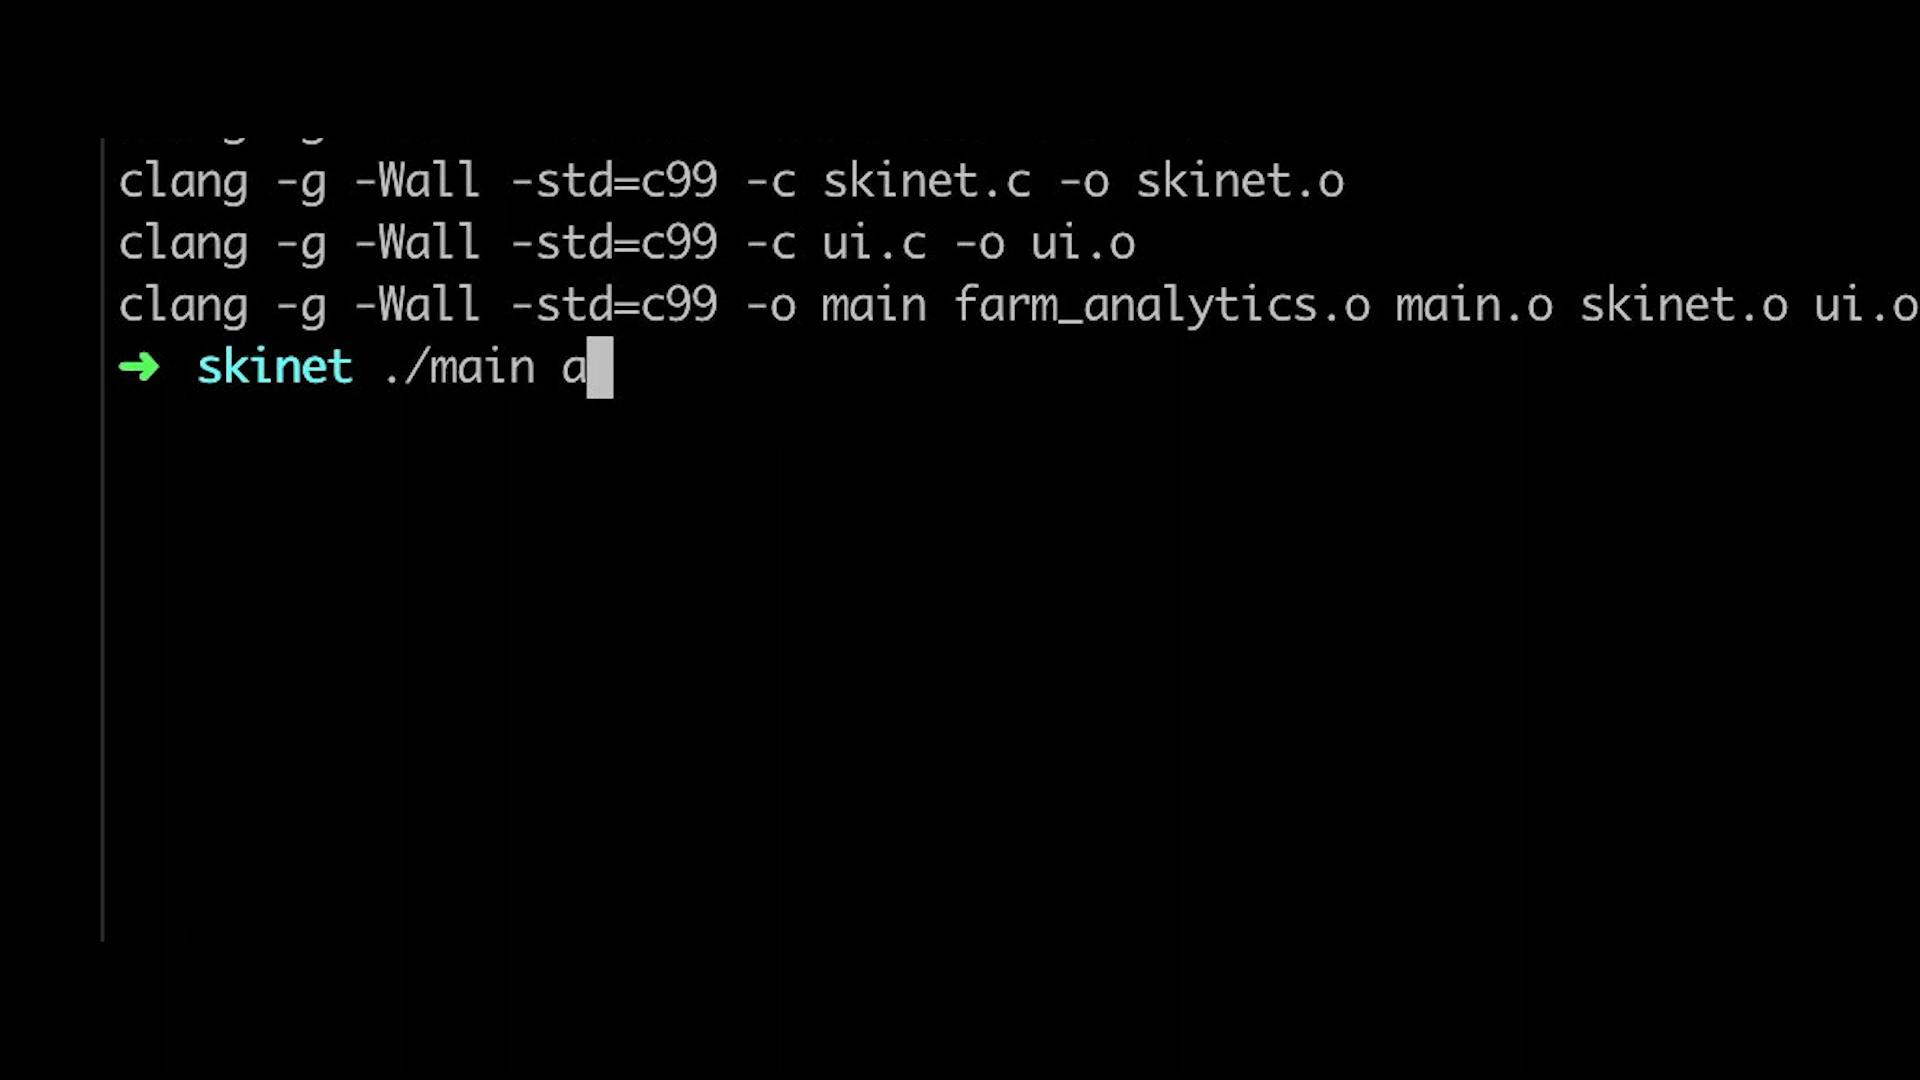 clang -g -Wall -std=c99 -c skinet.c -o skinet.o
clang -g -Wall -std=c99 -c ui.c -o ui.o
clang -g -Wall -std=c99 -o main farm_analytics.o main.o skinet.o ui.o
➜ skinet ./main a